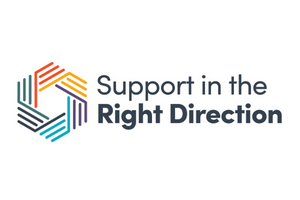 Support in the
Right Direction